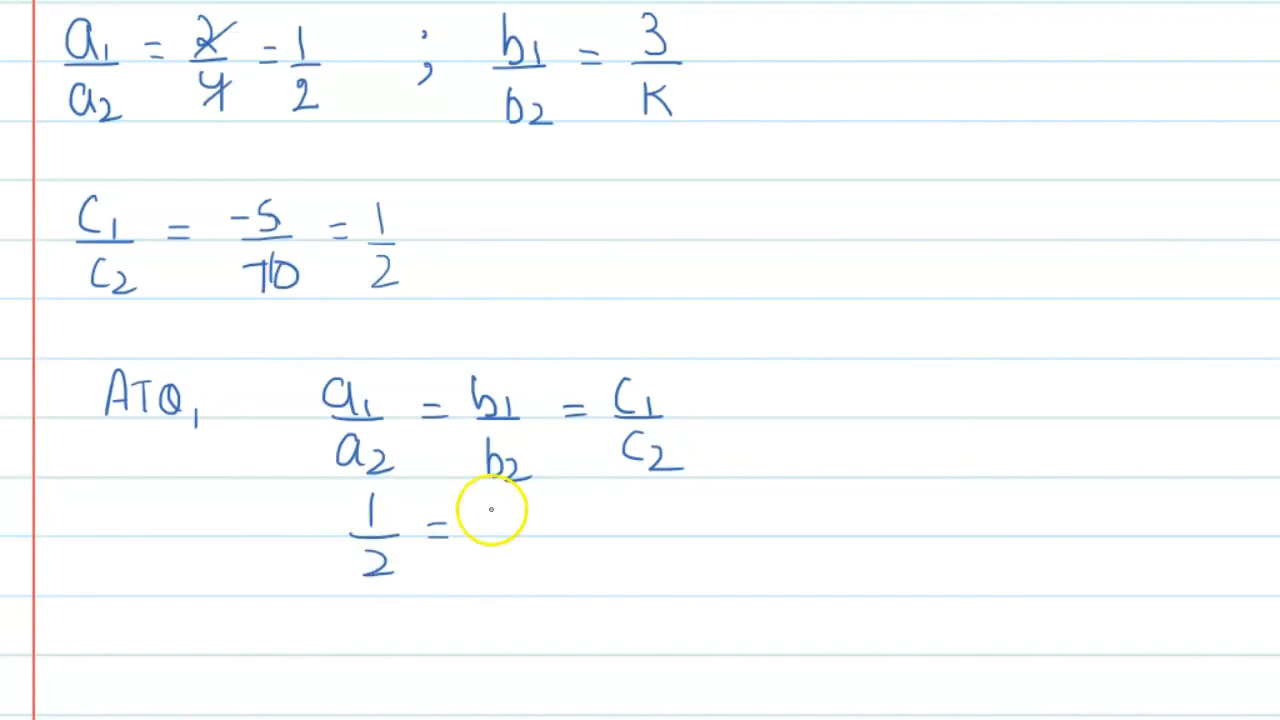 a1/a2 = 2/4 = 1/2 ; b1/b2 = 3/K
C1/C2 = -5/-10 = 1/2
ATQ, a1/a2 = b1/b2 = C1/C2
1/2 =